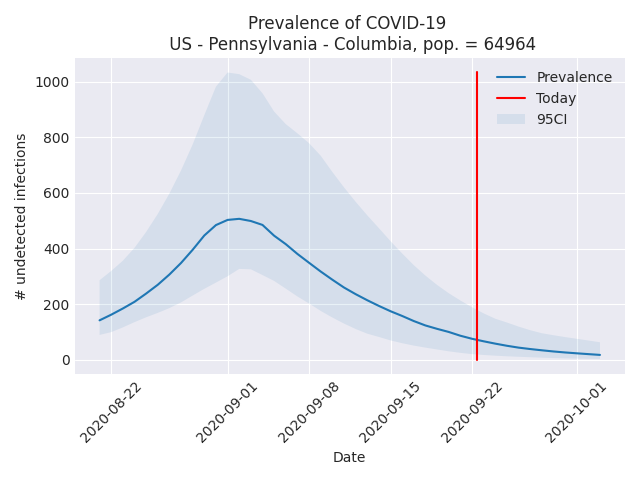 Prevalence of COVID-19
US - Pennsylvania - Columbia, pop. = 64964
Prevalence
Today
95CI
# undetected infections
1000
800
600
400
200
0
2020-08-22
2020-09-01
2020-09-08
2020-09-15
2020-09-22
2020-10-01
Date